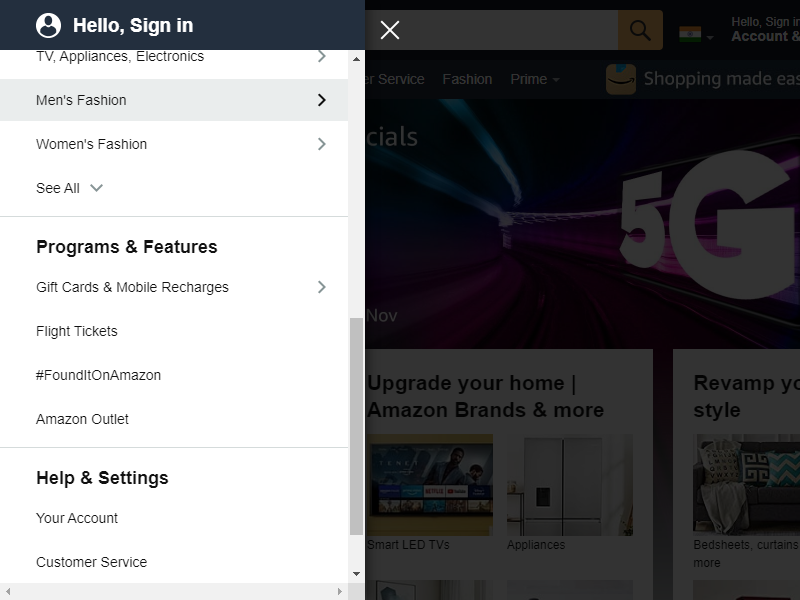 Hello, Sign in
TV, Appliances, Electronics
Men's Fashion
Women's Fashion
See All
Programs & Features
Gift Cards & Mobile Recharges
Flight Tickets
#FoundItOnAmazon
Amazon Outlet
Help & Settings
Your Account
Customer Service
Hello, Sign in
Account &
er Service
Fashion
Prime
Shopping made eas
cials
5G
Nov
Upgrade your home |
Amazon Brands & more
Smart LED TVs
Appliances
Revamp yo
style
Bedsheets, curtains
more